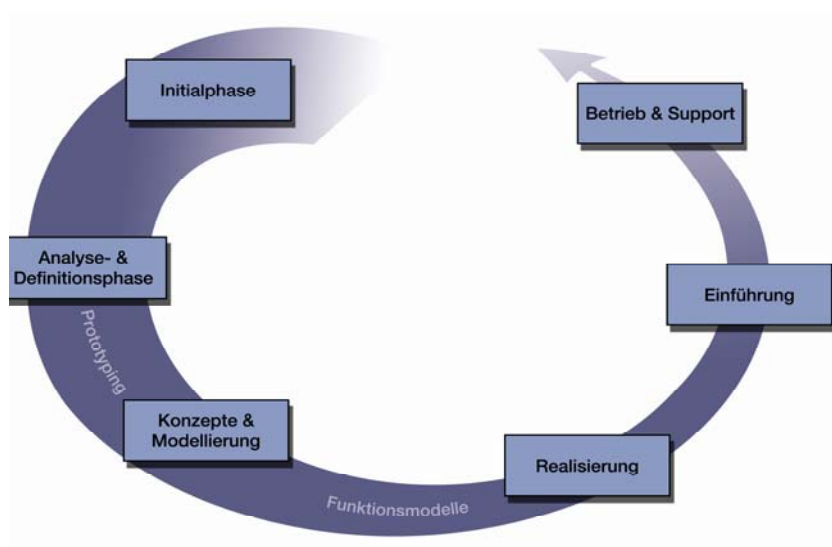 Initialphase
Analyse- &
Definitionsphase
Prototyping
Konzepte &
Modellierung
Funktionsmodelle
Realisierung
Einführung
Betrieb & Support